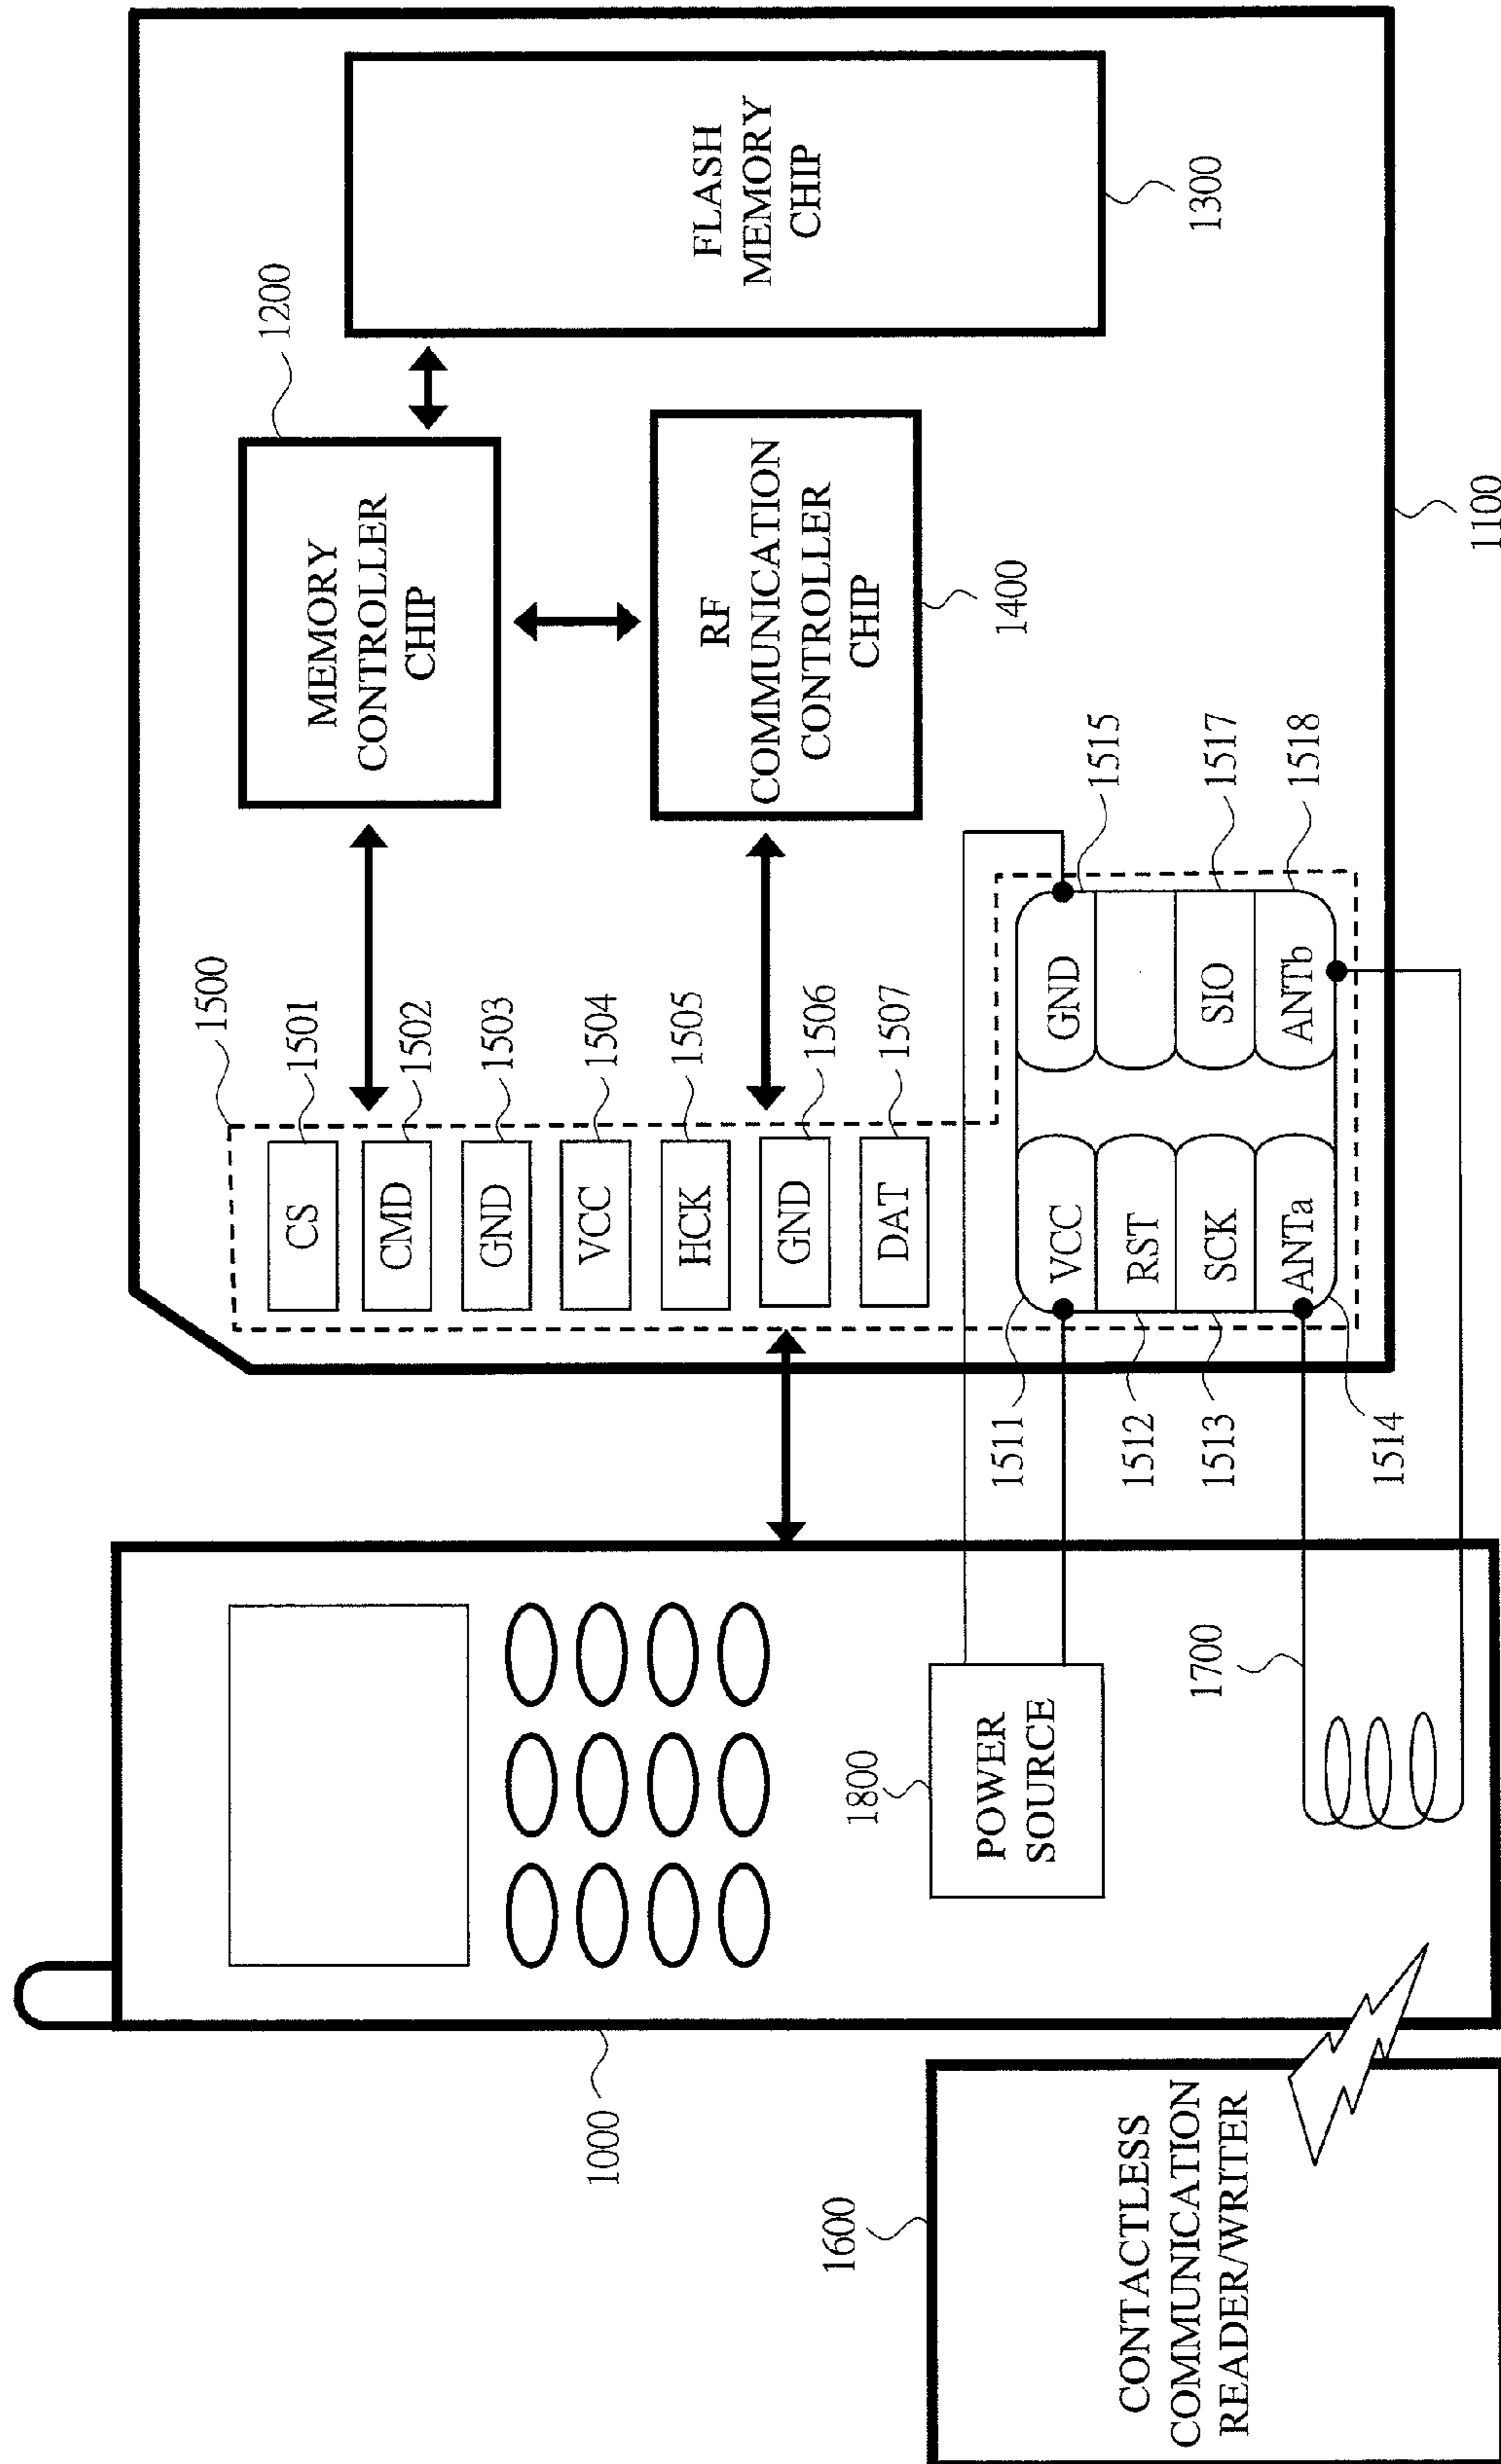 1200
MEMORY
CONTROLLER
CHIP
FLASH
MEMORY
CHIP
1300
RF
COMMUNICATION
CONTROLLER
CHIP
1400
1100
1500
CS
1501
CMD
1502
GND
1503
VCC
1504
HCK
1505
GND
1506
DAT
1507
VCC
RST
SCK
ANTa
GND
SIO
ANTb
1511
1512
1513
1514
1515
1517
1518
1000
1800
POWER
SOURCE
1700
1600
CONTACTLESS
COMMUNICATION
READER/WRITER